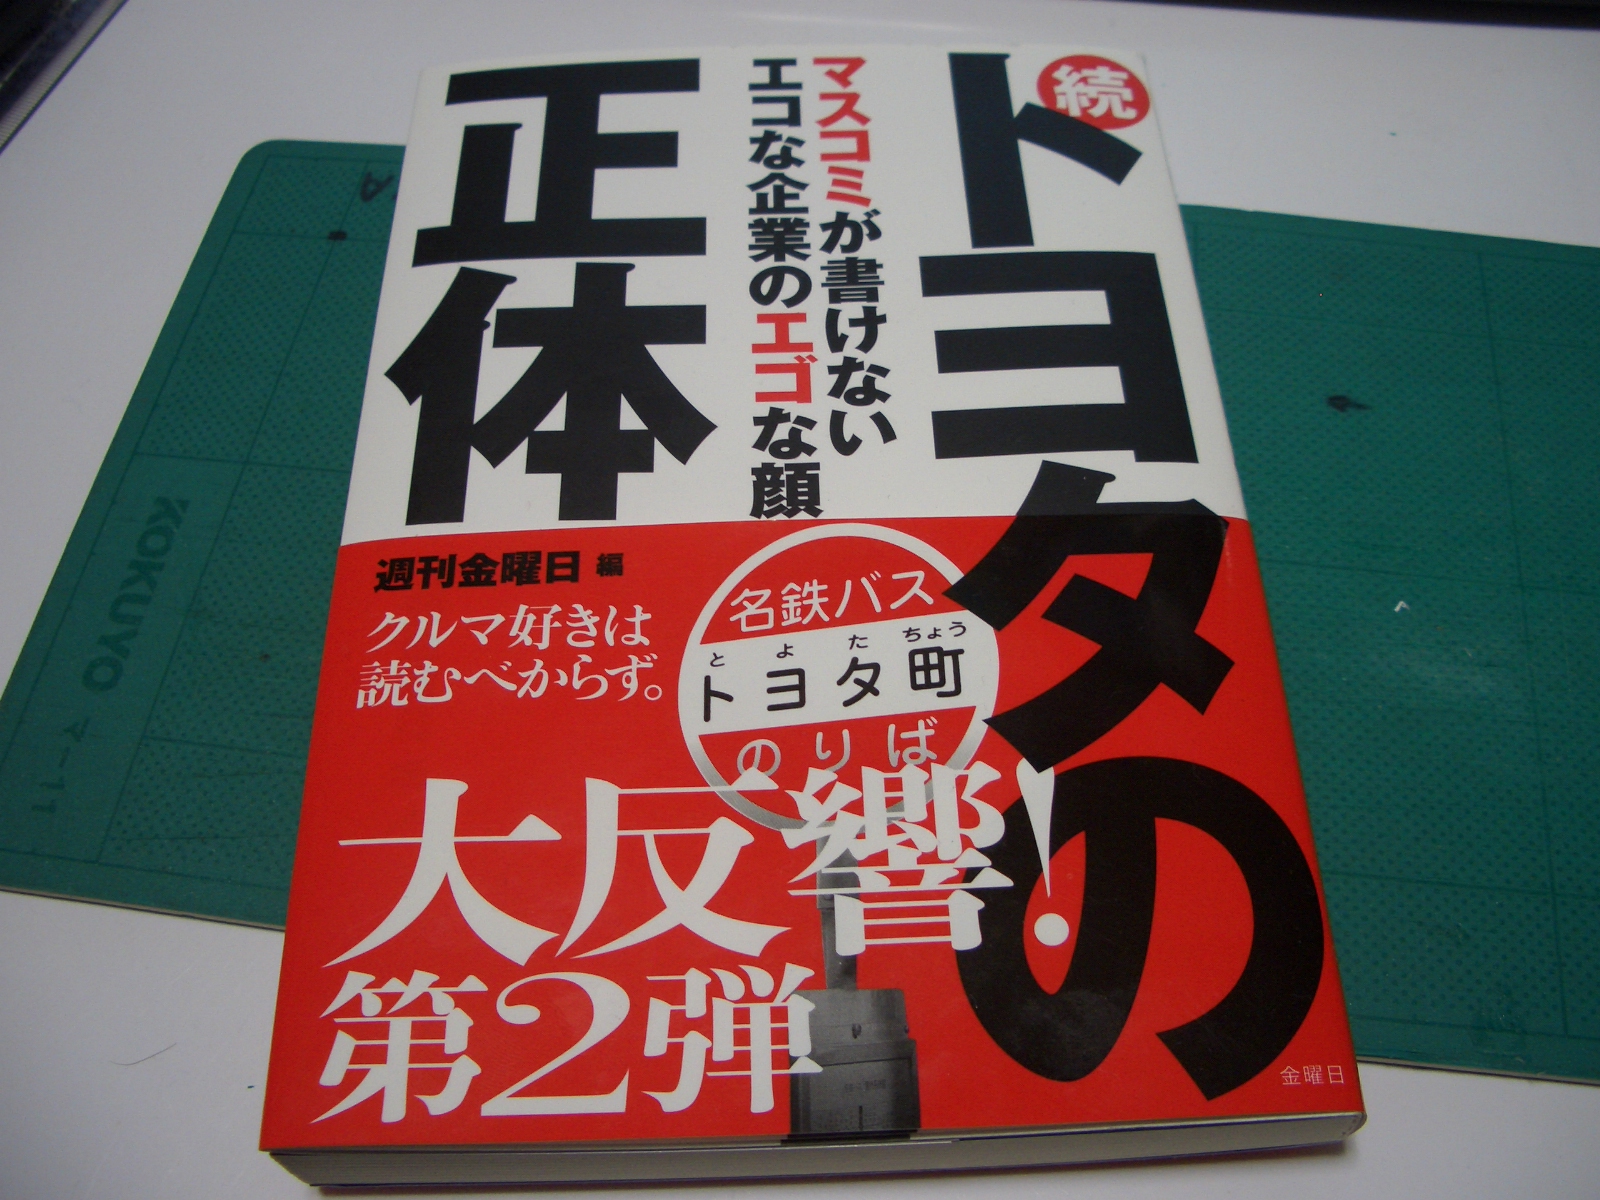 続
トヨタの
正体
マスコミが書けない
エコな企業のエゴな顔
週刊金曜日 編
クルマ好きは
読むべからず。
名鉄バス
と よ た ちょう
トヨタ町
のりば
大反響!
第2弾
金曜日
KOKUYO
マ-11
A